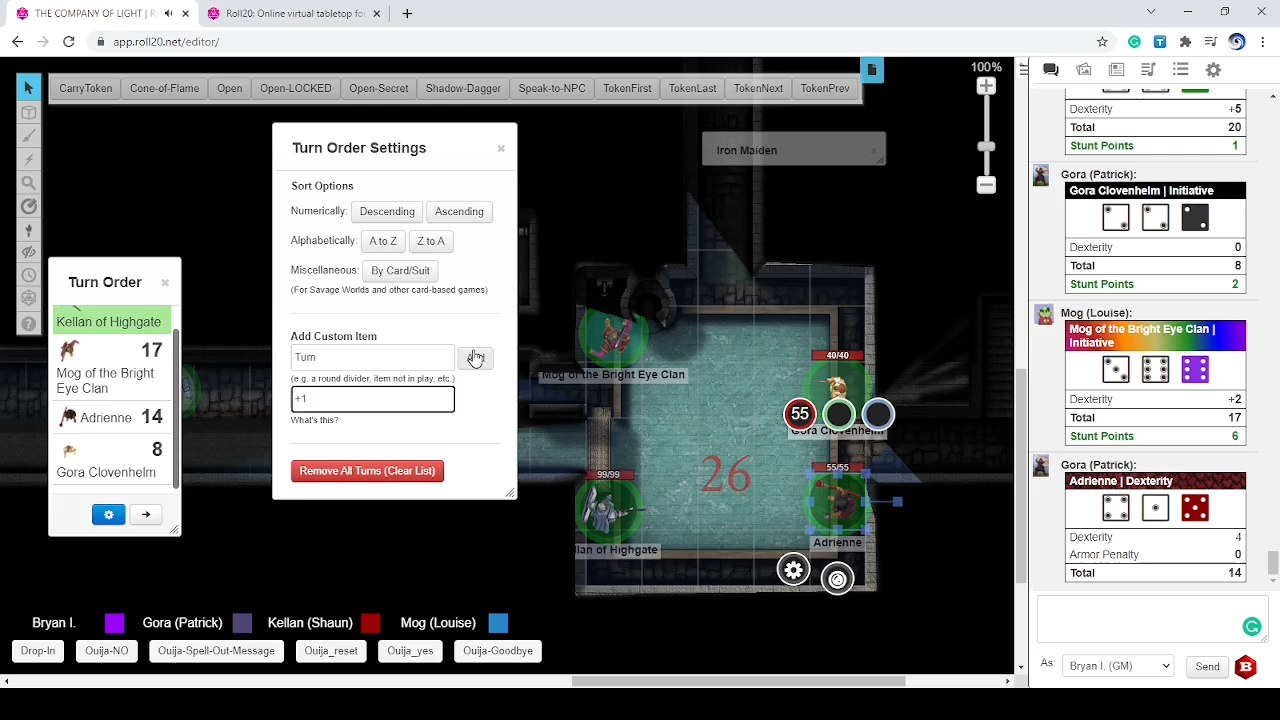 THE COMPANY OF LIGHT | R
Roll20: Online virtual tabletop fo
app.roll20.net/editor/
CarryToken
Cone-of-Flame
Open
Open-LOCKED
Open-Secret
Shadow-Dagger
Speak-to-NPC
TokenFirst
TokenLast
TokenNext
TokenPrev
100%
Turn Order Settings
Sort Options
Numerically: Descending Ascending
Alphabetically: A to Z Z to A
Miscellaneous: By Card/Suit
(For Savage Worlds and other card-based games)
Add Custom Item
Turn
(e.g. a round divider, item not in play, etc.)
+1
What's this?
Remove All Turns (Clear List)
Turn Order
Kellan of Highgate
17
Mog of the Bright
Eye Clan
Adrienne 14
8
Gora Clovenhelm
Iron Maiden
Mog of the Bright Eye Clan
40/40
55
Gora Clovenhelm
26
99/99
55/55
llan of Highgate
Adrienne
Bryan I.
Gora (Patrick)
Kellan (Shaun)
Mog (Louise)
Drop-In
Ouija-NO
Ouija-Spell-Out-Message
Ouija_reset
Ouija_yes
Ouija-Goodbye
Dexterity +5
Total 20
Stunt Points 1
Gora (Patrick):
Gora Clovenhelm | Initiative
Dexterity 0
Total 8
Stunt Points 2
Mog (Louise):
Mog of the Bright Eye Clan |
Initiative
Dexterity +2
Total 17
Stunt Points 6
Gora (Patrick):
Adrienne | Dexterity
Dexterity 4
Armor Penalty 0
Total 14
As: Bryan I. (GM) Send
B